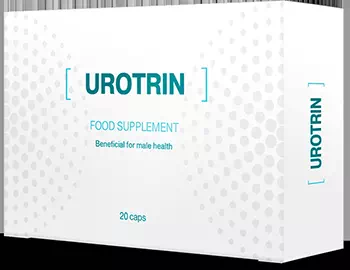 [ UROTRIN ]
FOOD SUPPLEMENT
Beneficial for male health
20 caps
[ UROTRIN ]